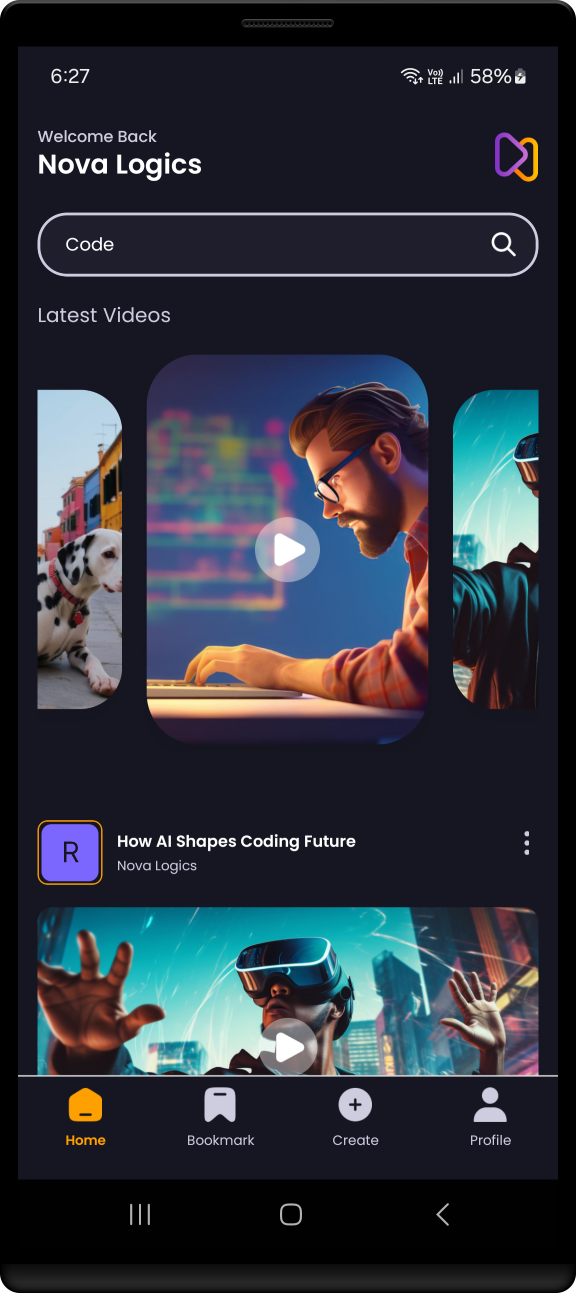 6:27
Vo)) LTE 58%
Welcome Back
Nova Logics
Code
Latest Videos
R
How AI Shapes Coding Future
Nova Logics
Home
Bookmark
Create
Profile